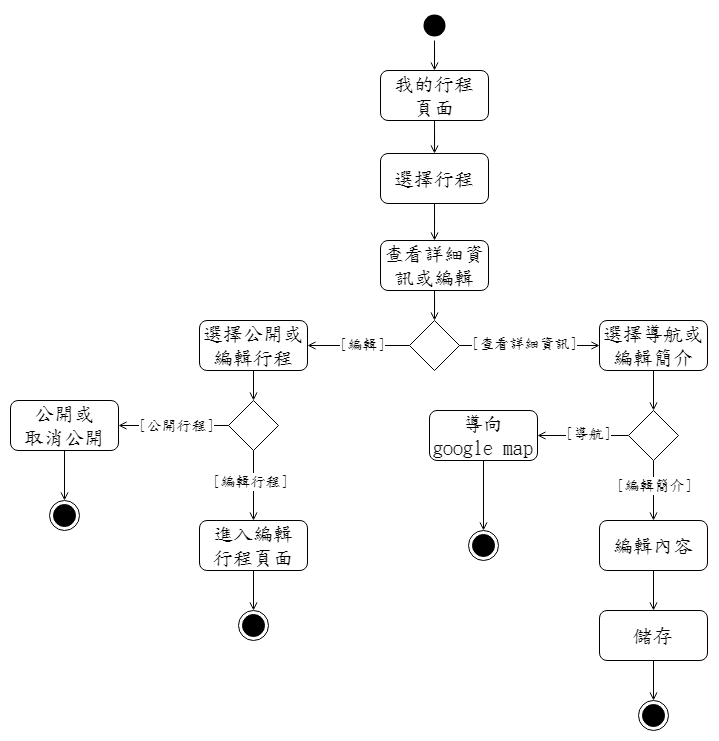 我的行程
頁面
選擇行程
查看詳細資
訊或編輯
[編輯]
[查看詳細資訊]
選擇公開或
編輯行程
選擇導航或
編輯簡介
公開或
取消公開
[公開行程]
導向
google map
[導航]
[編輯行程]
[編輯簡介]
進入編輯
行程頁面
編輯內容
儲存